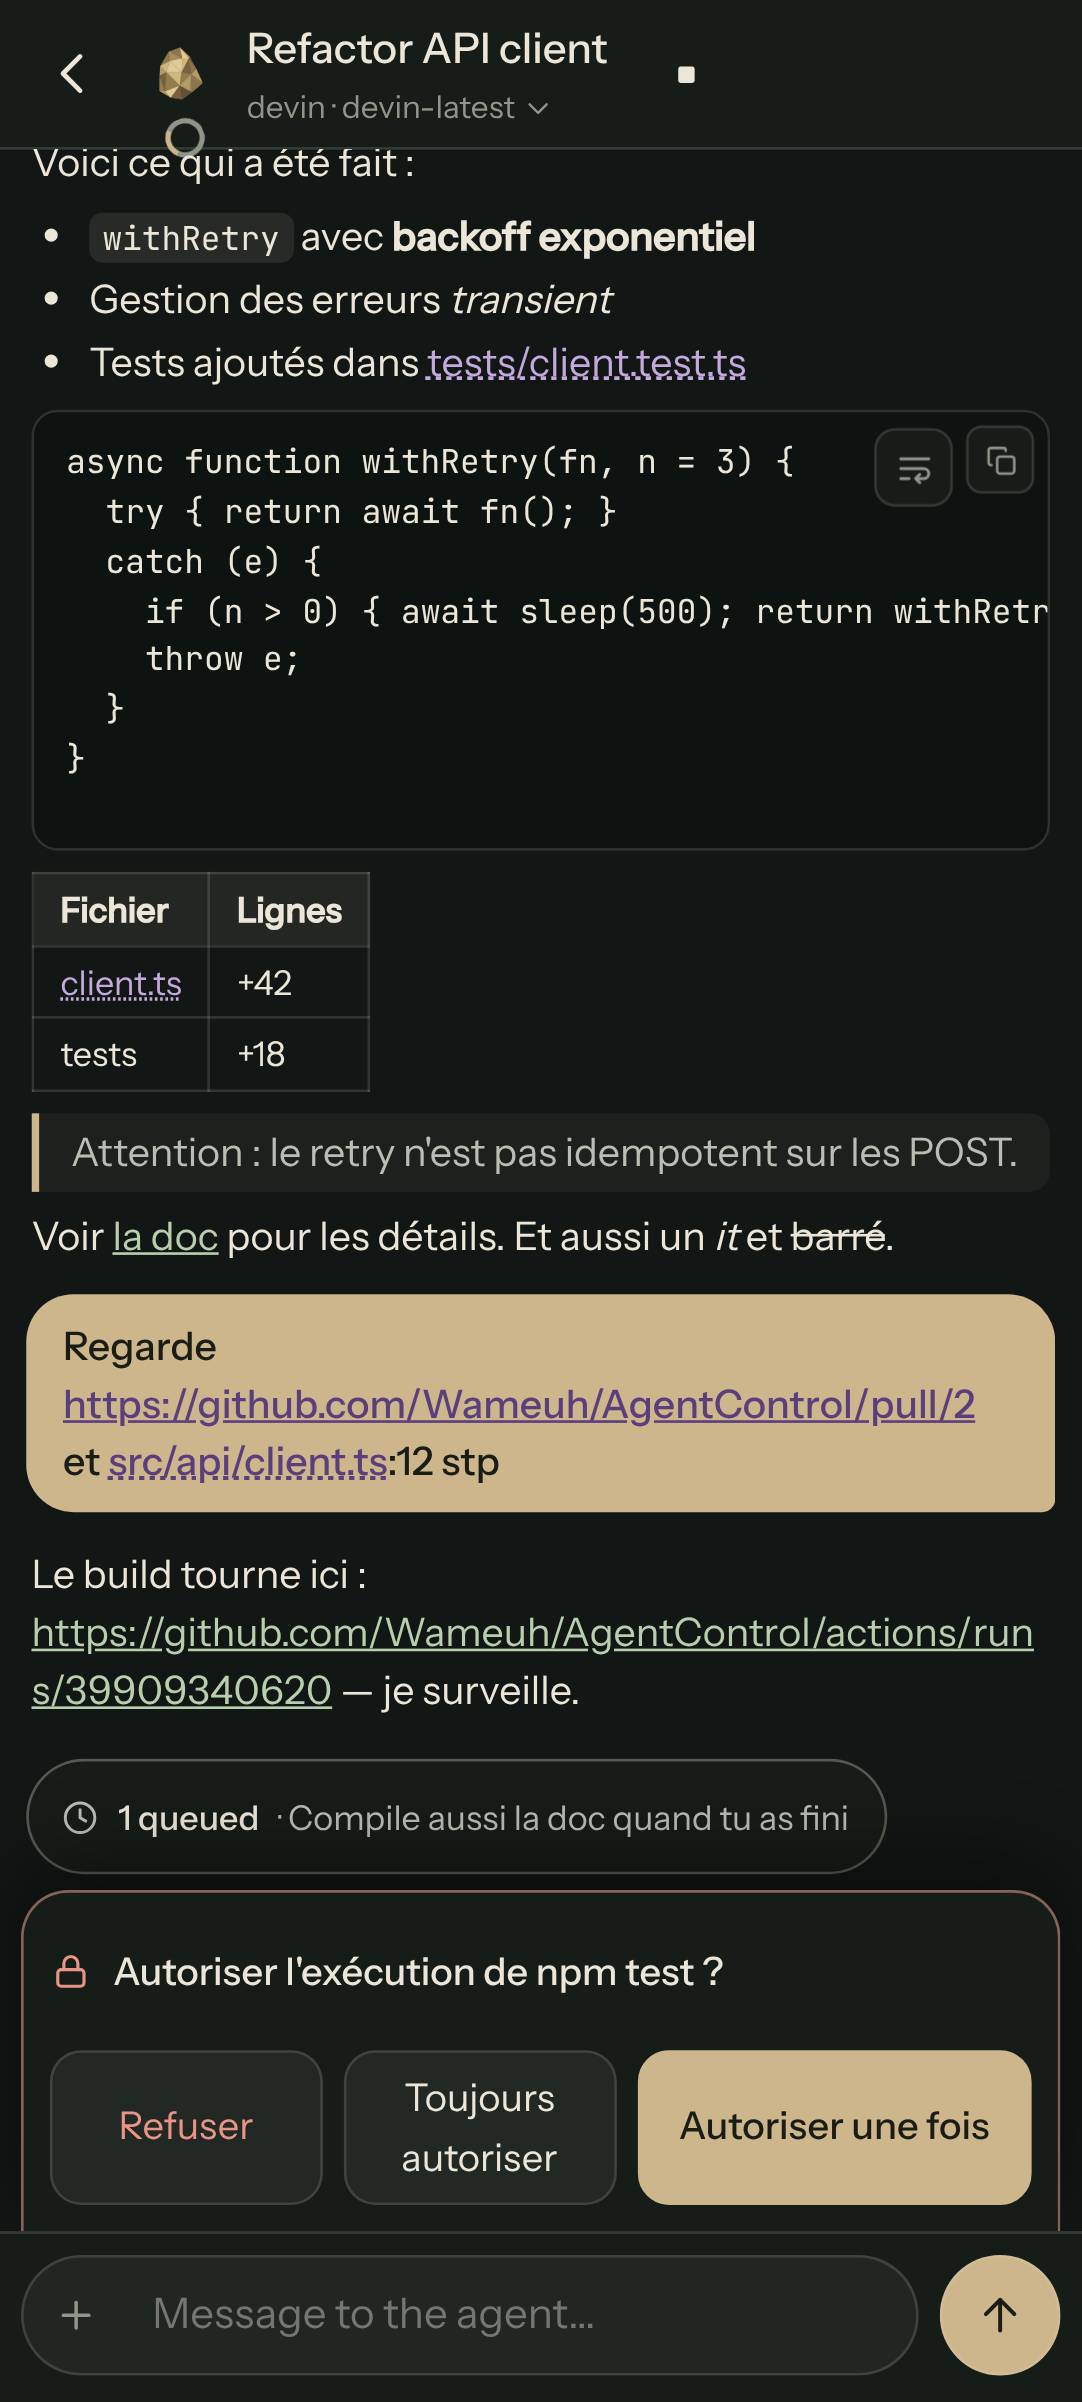 Refactor API client
devin · devin-latest
Voici ce qui a été fait :
• withRetry avec backoff exponentiel
• Gestion des erreurs transient
• Tests ajoutés dans tests/client.test.ts
async function withRetry(fn, n = 3) {
  try { return await fn(); }
  catch (e) {
    if (n > 0) { await sleep(500); return withRetr
    throw e;
  }
}
Fichier Lignes
client.ts +42
tests +18
Attention : le retry n'est pas idempotent sur les POST.
Voir la doc pour les détails. Et aussi un it et barré.
Regarde
https://github.com/Wameuh/AgentControl/pull/2
et src/api/client.ts:12 stp
Le build tourne ici :
https://github.com/Wameuh/AgentControl/actions/run
s/39909340620 — je surveille.
1 queued · Compile aussi la doc quand tu as fini
Autoriser l'exécution de npm test ?
Refuser
Toujours
autoriser
Autoriser une fois
Message to the agent...